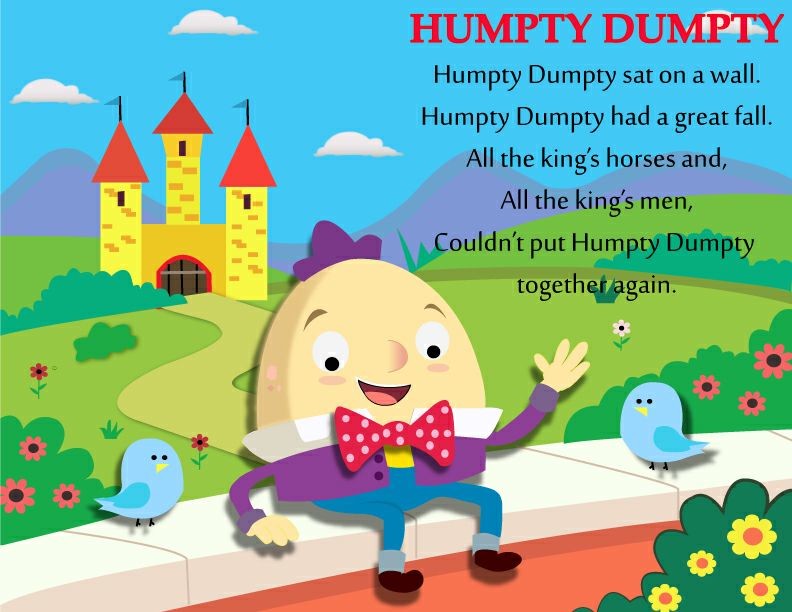 HUMPTY DUMPTY
Humpty Dumpty sat on a wall.
Humpty Dumpty had a great fall.
All the king's horses and,
All the king's men,
Couldn't put Humpty Dumpty
together again.